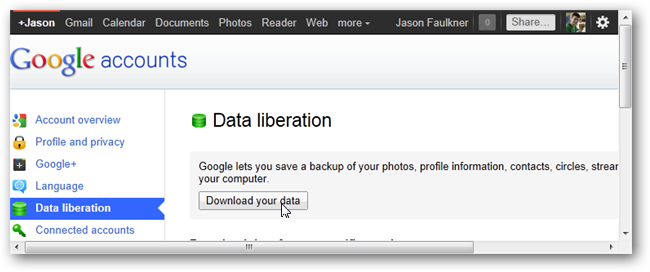 +Jason Gmail Calendar Documents Photos Reader Web more Jason Faulkner 0 Share...
Google accounts
Account overview
Profile and privacy
Google+
Language
Data liberation
Connected accounts
Data liberation
Google lets you save a backup of your photos, profile information, contacts, circles, stream
your computer.
Download your data